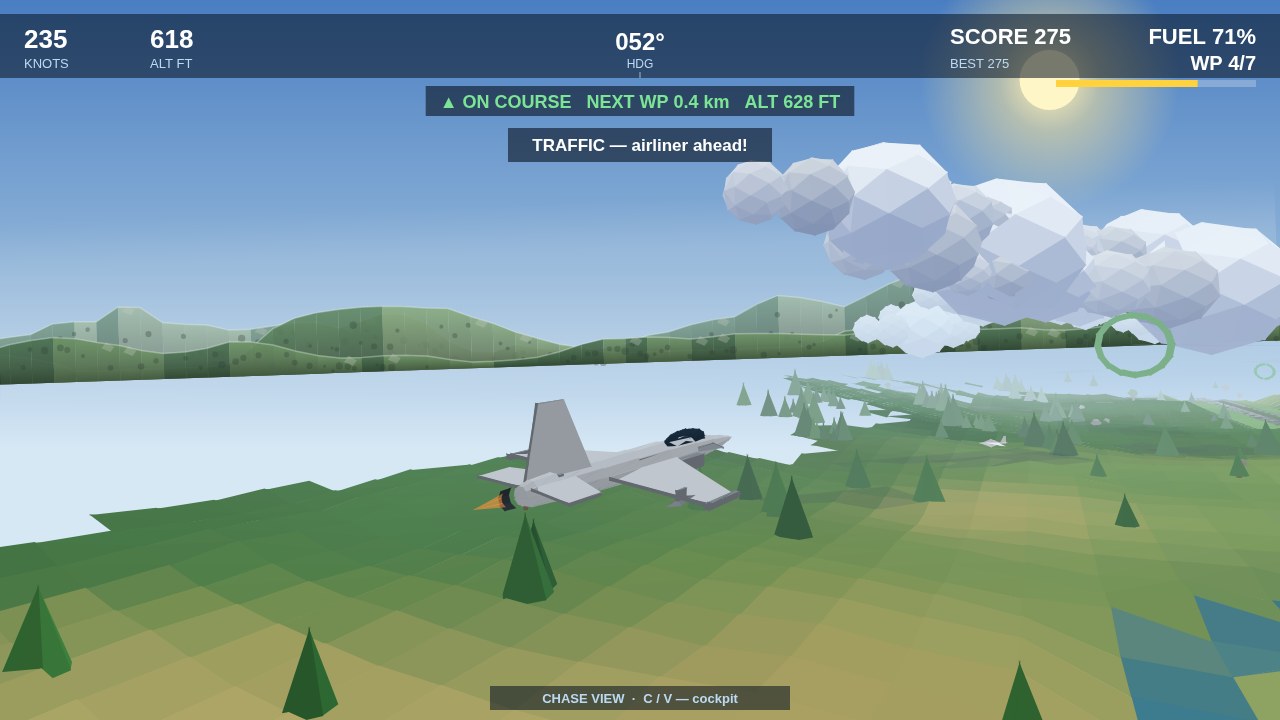 235
KNOTS
618
ALT FT
052°
HDG
SCORE 275
BEST 275
FUEL 71%
WP 4/7
▲ ON COURSE NEXT WP 0.4 km ALT 628 FT
TRAFFIC — airliner ahead!
CHASE VIEW · C / V — cockpit